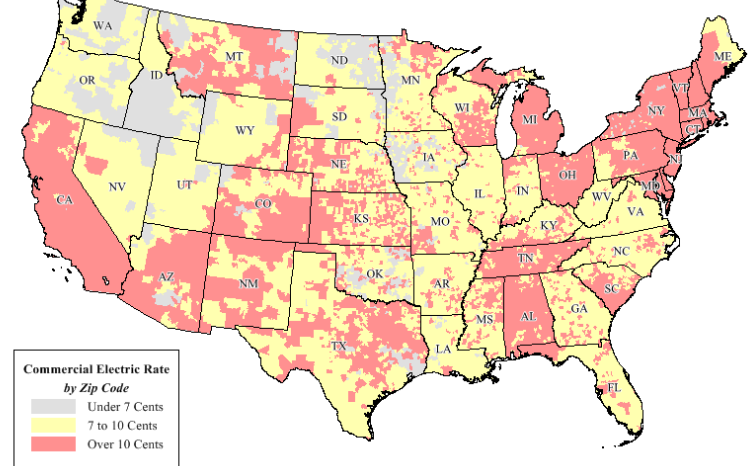 WA
MT
ND
MN
ME
OR
ID
SD
WI
VT
NY
MA
CT
WY
MI
NE
IA
PA
NJ
NV
UT
IL
IN
OH
MD
CA
CO
KS
MO
WV
VA
KY
AZ
NM
OK
AR
TN
NC
SC
MS
AL
GA
TX
LA
FL
Commercial Electric Rate
by Zip Code
Under 7 Cents
7 to 10 Cents
Over 10 Cents